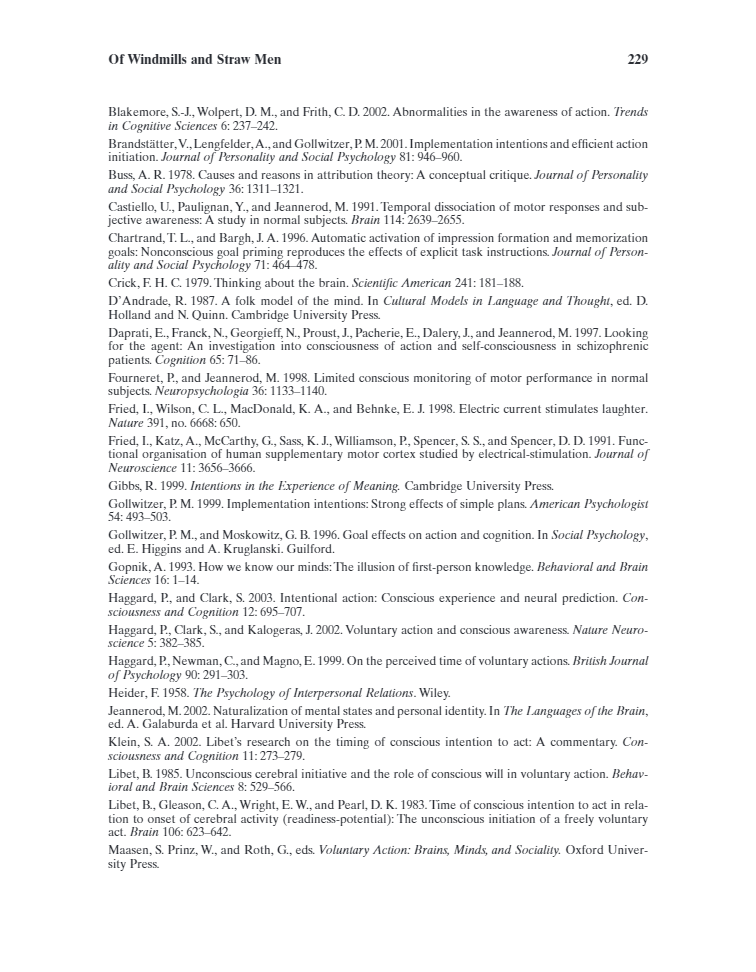 Of Windmills and Straw Men 229
Blakemore, S.-J., Wolpert, D. M., and Frith, C. D. 2002. Abnormalities in the awareness of action. Trends
in Cognitive Sciences 6: 237–242.
Brandstätter, V., Lengfelder, A., and Gollwitzer, P. M. 2001. Implementation intentions and efficient action
initiation. Journal of Personality and Social Psychology 81: 946–960.
Buss, A. R. 1978. Causes and reasons in attribution theory: A conceptual critique. Journal of Personality
and Social Psychology 36: 1311–1321.
Castiello, U., Paulignan, Y., and Jeannerod, M. 1991. Temporal dissociation of motor responses and sub-
jective awareness: A study in normal subjects. Brain 114: 2639–2655.
Chartrand, T. L., and Bargh, J. A. 1996. Automatic activation of impression formation and memorization
goals: Nonconscious goal priming reproduces the effects of explicit task instructions. Journal of Person-
ality and Social Psychology 71: 464–478.
Crick, F. H. C. 1979. Thinking about the brain. Scientific American 241: 181–188.
D’Andrade, R. 1987. A folk model of the mind. In Cultural Models in Language and Thought, ed. D.
Holland and N. Quinn. Cambridge University Press.
Daprati, E., Franck, N., Georgieff, N., Proust, J., Pacherie, E., Dalery, J., and Jeannerod, M. 1997. Looking
for the agent: An investigation into consciousness of action and self-consciousness in schizophrenic
patients. Cognition 65: 71–86.
Fourneret, P., and Jeannerod, M. 1998. Limited conscious monitoring of motor performance in normal
subjects. Neuropsychologia 36: 1133–1140.
Fried, I., Wilson, C. L., MacDonald, K. A., and Behnke, E. J. 1998. Electric current stimulates laughter.
Nature 391, no. 6668: 650.
Fried, I., Katz, A., McCarthy, G., Sass, K. J., Williamson, P., Spencer, S. S., and Spencer, D. D. 1991. Func-
tional organisation of human supplementary motor cortex studied by electrical-stimulation. Journal of
Neuroscience 11: 3656–3666.
Gibbs, R. 1999. Intentions in the Experience of Meaning. Cambridge University Press.
Gollwitzer, P. M. 1999. Implementation intentions: Strong effects of simple plans. American Psychologist
54: 493–503.
Gollwitzer, P. M., and Moskowitz, G. B. 1996. Goal effects on action and cognition. In Social Psychology,
ed. E. Higgins and A. Kruglanski. Guilford.
Gopnik, A. 1993. How we know our minds: The illusion of first-person knowledge. Behavioral and Brain
Sciences 16: 1–14.
Haggard, P., and Clark, S. 2003. Intentional action: Conscious experience and neural prediction. Con-
sciousness and Cognition 12: 695–707.
Haggard, P., Clark, S., and Kalogeras, J. 2002. Voluntary action and conscious awareness. Nature Neuro-
science 5: 382–385.
Haggard, P., Newman, C., and Magno, E. 1999. On the perceived time of voluntary actions. British Journal
of Psychology 90: 291–303.
Heider, F. 1958. The Psychology of Interpersonal Relations. Wiley.
Jeannerod, M. 2002. Naturalization of mental states and personal identity. In The Languages of the Brain,
ed. A. Galaburda et al. Harvard University Press.
Klein, S. A. 2002. Libet’s research on the timing of conscious intention to act: A commentary. Con-
sciousness and Cognition 11: 273–279.
Libet, B. 1985. Unconscious cerebral initiative and the role of conscious will in voluntary action. Behav-
ioral and Brain Sciences 8: 529–566.
Libet, B., Gleason, C. A., Wright, E. W., and Pearl, D. K. 1983. Time of conscious intention to act in rela-
tion to onset of cerebral activity (readiness-potential): The unconscious initiation of a freely voluntary
act. Brain 106: 623–642.
Maasen, S. Prinz, W., and Roth, G., eds. Voluntary Action: Brains, Minds, and Sociality. Oxford Univer-
sity Press.